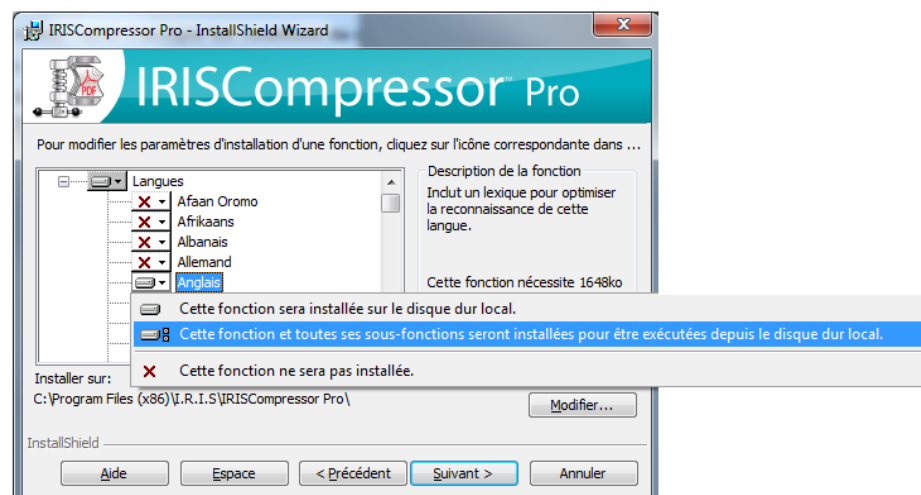 IRISCompressor Pro - InstallShield Wizard
PDF
IRISCompressor™ Pro
Pour modifier les paramètres d'installation d'une fonction, cliquez sur l'icône correspondante dans ...
Langues
Afaan Oromo
Afrikaans
Albanais
Allemand
Anglais
Description de la fonction
Inclut un lexique pour optimiser
la reconnaissance de cette
langue.
Cette fonction nécessite 1648ko
Cette fonction sera installée sur le disque dur local.
Cette fonction et toutes ses sous-fonctions seront installées pour être exécutées depuis le disque dur local.
Cette fonction ne sera pas installée.
Installer sur:
C:\Program Files (x86)\I.R.I.S\IRISCompressor Pro\
Modifier...
InstallShield
Aide
Espace
< Précédent
Suivant >
Annuler